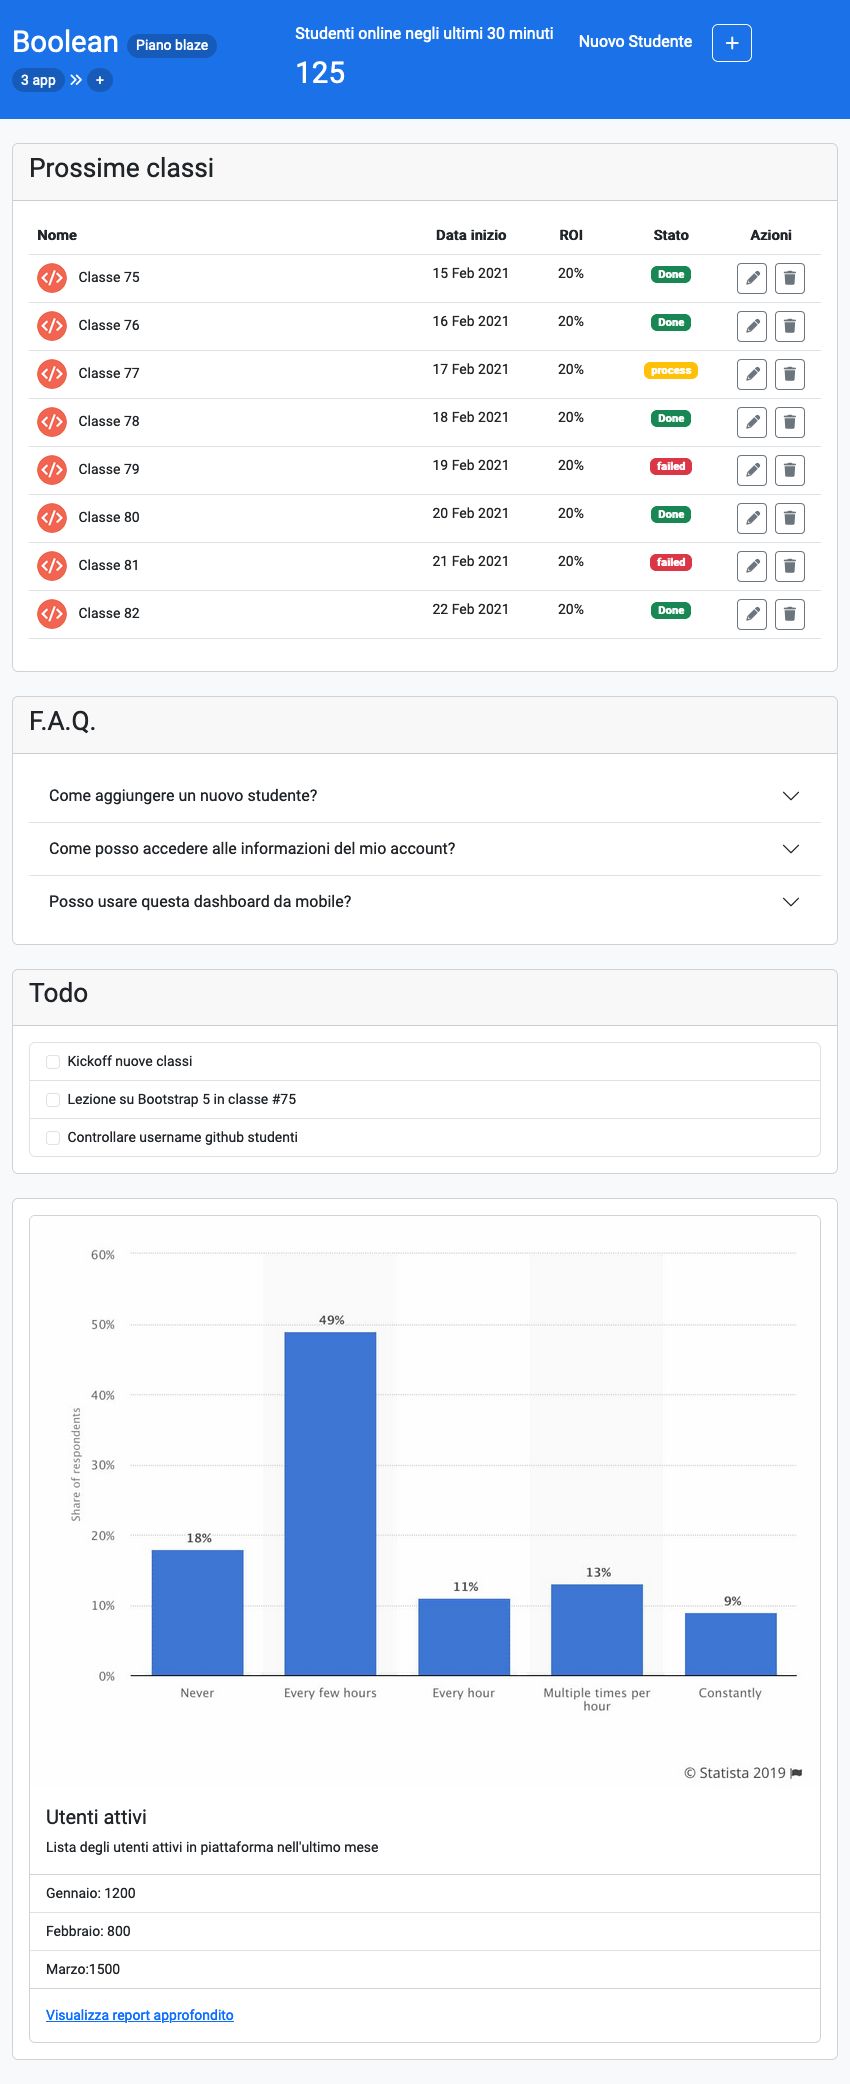 Boolean Piano blaze
3 app » +
Studenti online negli ultimi 30 minuti
125
Nuovo Studente +
Prossime classi
Nome Data inizio ROI Stato Azioni
Classe 75 15 Feb 2021 20% Done
Classe 76 16 Feb 2021 20% Done
Classe 77 17 Feb 2021 20% process
Classe 78 18 Feb 2021 20% Done
Classe 79 19 Feb 2021 20% failed
Classe 80 20 Feb 2021 20% Done
Classe 81 21 Feb 2021 20% failed
Classe 82 22 Feb 2021 20% Done
F.A.Q.
Come aggiungere un nuovo studente?
Come posso accedere alle informazioni del mio account?
Posso usare questa dashboard da mobile?
Todo
Kickoff nuove classi
Lezione su Bootstrap 5 in classe #75
Controllare username github studenti
Share of respondents
60%
50%
40%
30%
20%
10%
0%
18%
49%
11%
13%
9%
Never
Every few hours
Every hour
Multiple times per
hour
Constantly
© Statista 2019
Utenti attivi
Lista degli utenti attivi in piattaforma nell'ultimo mese
Gennaio: 1200
Febbraio: 800
Marzo:1500
Visualizza report approfondito